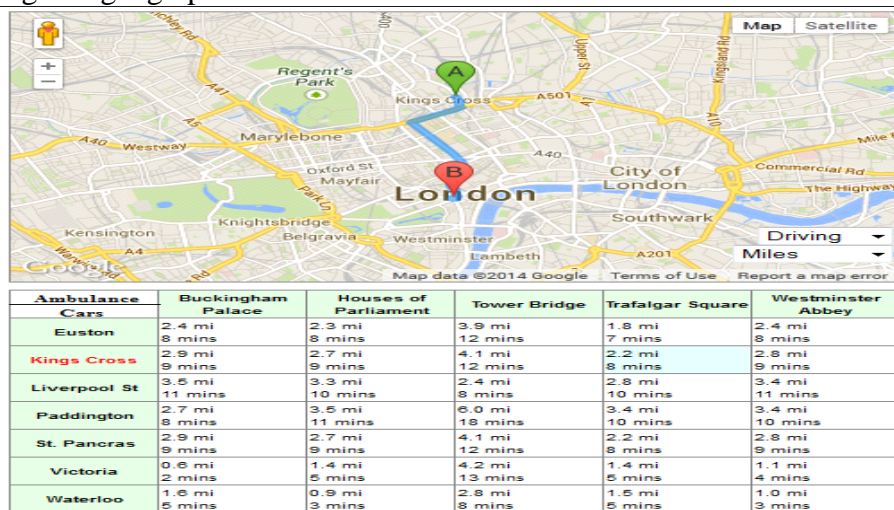 Map Satellite
Regent's
Park
Kings Cross
A501
A1
Upper St
Kingsland Rd
A10
A41
A5
A40 Westway
Marylebone
A40
Mile
Oxford St
Mayfair
Park Ln
City of
London
Commercial Rd
The Highway
A
B
London
Southwark
Kensington
Knightsbridge
Belgravia
Westminster
A4
Lambeth
A201
Driving
Miles
Google
Map data ©2014 Google Terms of Use Report a map error
Ambulance
Cars
Buckingham
Palace
Houses of
Parliament
Tower Bridge
Trafalgar Square
Westminster
Abbey
Euston
2.4 mi 2.3 mi 3.9 mi 1.8 mi 2.4 mi
8 mins 8 mins 12 mins 7 mins 8 mins
Kings Cross
2.9 mi 2.7 mi 4.1 mi 2.2 mi 2.8 mi
9 mins 9 mins 12 mins 8 mins 9 mins
Liverpool St
3.5 mi 3.3 mi 2.4 mi 2.8 mi 3.4 mi
11 mins 10 mins 8 mins 10 mins 11 mins
Paddington
2.7 mi 3.5 mi 6.0 mi 3.4 mi 3.4 mi
8 mins 11 mins 18 mins 10 mins 10 mins
St. Pancras
2.9 mi 2.7 mi 4.1 mi 2.2 mi 2.8 mi
9 mins 9 mins 12 mins 8 mins 9 mins
Victoria
0.6 mi 1.4 mi 4.2 mi 1.4 mi 1.1 mi
2 mins 5 mins 13 mins 5 mins 4 mins
Waterloo
1.6 mi 0.9 mi 2.8 mi 1.5 mi 1.0 mi
5 mins 3 mins 8 mins 5 mins 3 mins